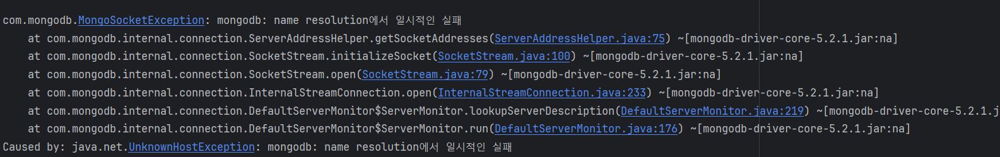 com.mongodb.MongoSocketException: mongodb: name resolution에서 일시적인 실패
at com.mongodb.internal.connection.ServerAddressHelper.getSocketAddresses(ServerAddressHelper.java:75) ~[mongodb-driver-core-5.2.1.jar:na]
at com.mongodb.internal.connection.SocketStream.initializeSocket(SocketStream.java:100) ~[mongodb-driver-core-5.2.1.jar:na]
at com.mongodb.internal.connection.SocketStream.open(SocketStream.java:79) ~[mongodb-driver-core-5.2.1.jar:na]
at com.mongodb.internal.connection.InternalStreamConnection.open(InternalStreamConnection.java:233) ~[mongodb-driver-core-5.2.1.jar:na]
at com.mongodb.internal.connection.DefaultServerMonitor$ServerMonitor.lookupServerDescription(DefaultServerMonitor.java:219) ~[mongodb-driver-core-5.2.1.j
at com.mongodb.internal.connection.DefaultServerMonitor$ServerMonitor.run(DefaultServerMonitor.java:176) ~[mongodb-driver-core-5.2.1.jar:na]
Caused by: java.net.UnknownHostException: mongodb: name resolution에서 일시적인 실패